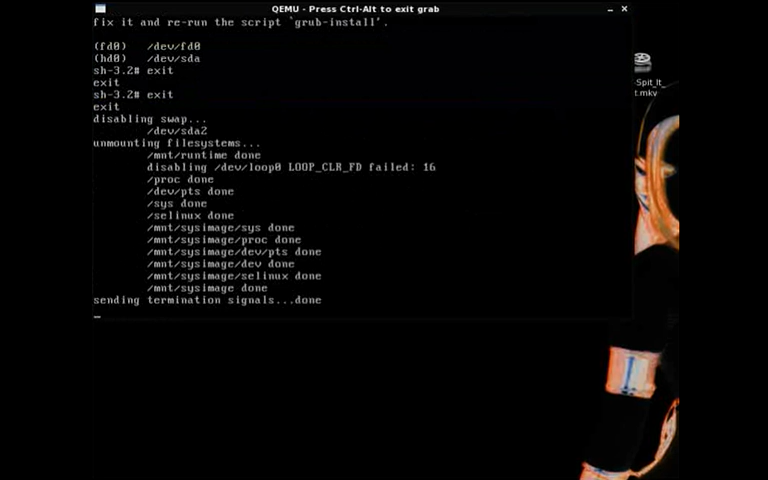 QEMU - Press Ctrl-Alt to exit grab
fix it and re-run the script `grub-install'.
(fd0) /dev/fd0
(hd0) /dev/sda
sh-3.2# exit
exit
sh-3.2# exit
exit
disabling swap...
/dev/sda2
unmounting filesystems...
/mnt/runtime done
disabling /dev/loop0 LOOP_CLR_FD failed: 16
/proc done
/dev/pts done
/sys done
/selinux done
/mnt/sysimage/sys done
/mnt/sysimage/proc done
/mnt/sysimage/dev/pts done
/mnt/sysimage/dev done
/mnt/sysimage/selinux done
/mnt/sysimage done
sending termination signals...done
Spit_It_
t.mkv